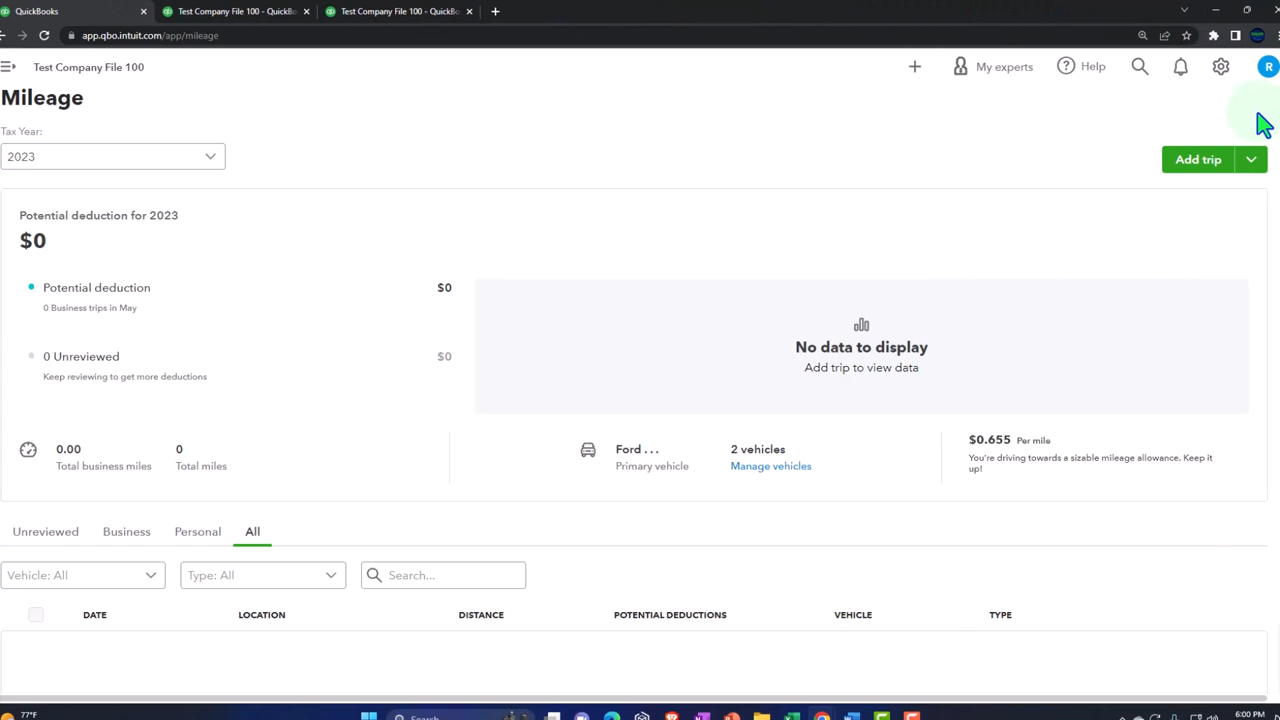 QuickBooks
Test Company File 100 - QuickBo
Test Company File 100 - QuickBo
app.qbo.intuit.com/app/mileage
Test Company File 100
My experts
Help
R
Mileage
Tax Year:
2023
Add trip
Potential deduction for 2023
$0
Potential deduction $0
0 Business trips in May
0 Unreviewed $0
Keep reviewing to get more deductions
No data to display
Add trip to view data
0.00
Total business miles
0
Total miles
Ford . . .
Primary vehicle
2 vehicles
Manage vehicles
$0.655 Per mile
You're driving towards a sizable mileage allowance. Keep it
up!
Unreviewed Business Personal All
Vehicle: All Type: All Search...
DATE LOCATION DISTANCE POTENTIAL DEDUCTIONS VEHICLE TYPE
77°F Search 6:00 PM